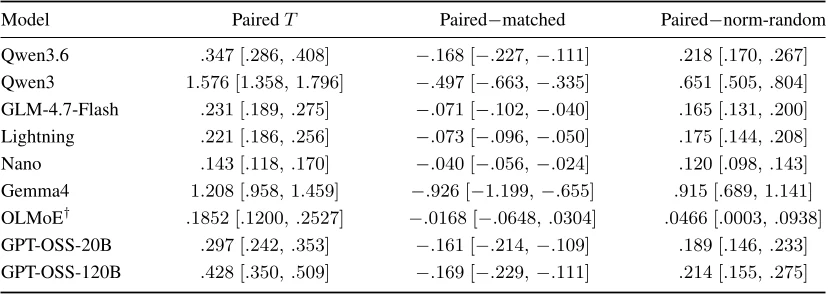 Model Paired T Paired−matched Paired−norm-random
Qwen3.6 .347 [.286, .408] −.168 [−.227, −.111] .218 [.170, .267]
Qwen3 1.576 [1.358, 1.796] −.497 [−.663, −.335] .651 [.505, .804]
GLM-4.7-Flash .231 [.189, .275] −.071 [−.102, −.040] .165 [.131, .200]
Lightning .221 [.186, .256] −.073 [−.096, −.050] .175 [.144, .208]
Nano .143 [.118, .170] −.040 [−.056, −.024] .120 [.098, .143]
Gemma4 1.208 [.958, 1.459] −.926 [−1.199, −.655] .915 [.689, 1.141]
OLMoE† .1852 [.1200, .2527] −.0168 [−.0648, .0304] .0466 [.0003, .0938]
GPT-OSS-20B .297 [.242, .353] −.161 [−.214, −.109] .189 [.146, .233]
GPT-OSS-120B .428 [.350, .509] −.169 [−.229, −.111] .214 [.155, .275]